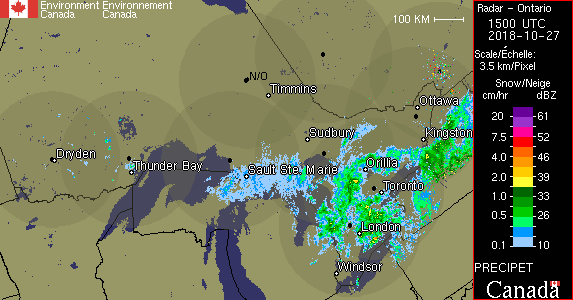 Environment Environnement
Canada Canada
100 KM
N/O
Timmins
Ottawa
Sudbury
Kingston
Dryden
Thunder Bay
Sault Ste. Marie
Orillia
Toronto
London
Windsor
Radar - Ontario
1500 UTC
2018-10-27
Scale/Échelle:
3.5 km/Pixel
Snow/Neige
cm/hr dBZ
20 61
7.5 52
4.0 46
2.0 39
1.0 33
0.5 26
0.1 10
PRECIPET
Canada